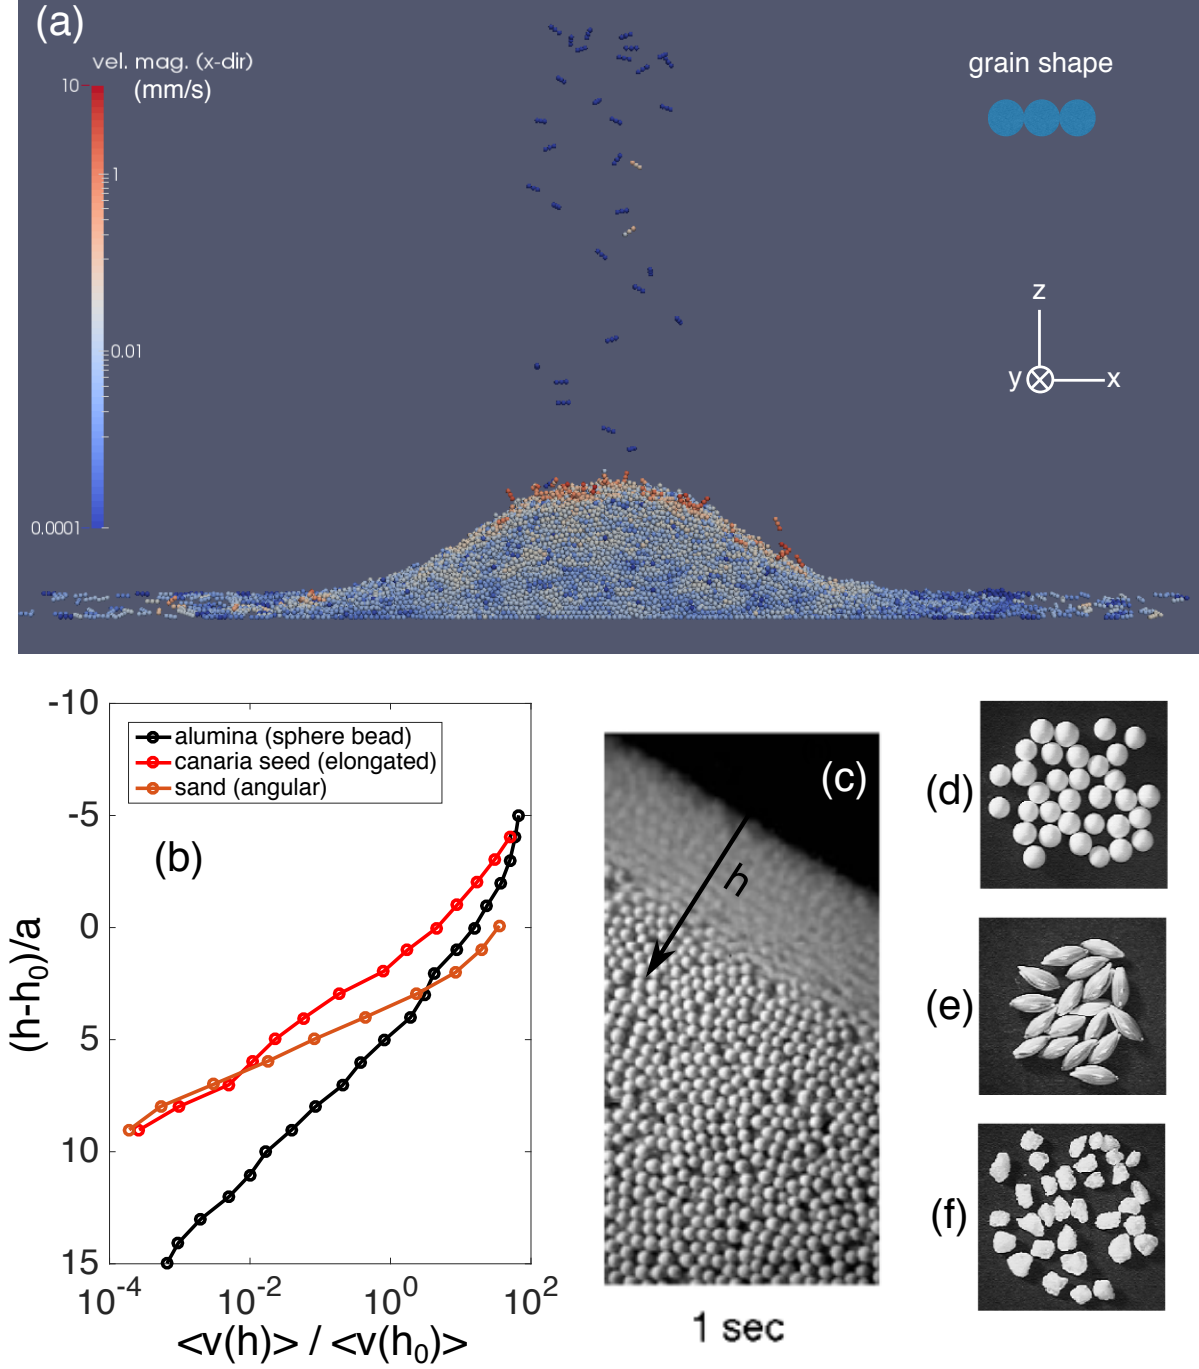 (a)
vel. mag. (x-dir)
(mm/s)
10
1
0.01
0.0001
grain shape
z
y
x
-10
-5
0
5
10
15
(h-h₀)/a
alumina (sphere bead)
canaria seed (elongated)
sand (angular)
(b)
10⁻⁴
10⁻²
10⁰
10²
<v(h)> / <v(h₀)>
(c)
h
1 sec
(d)
(e)
(f)